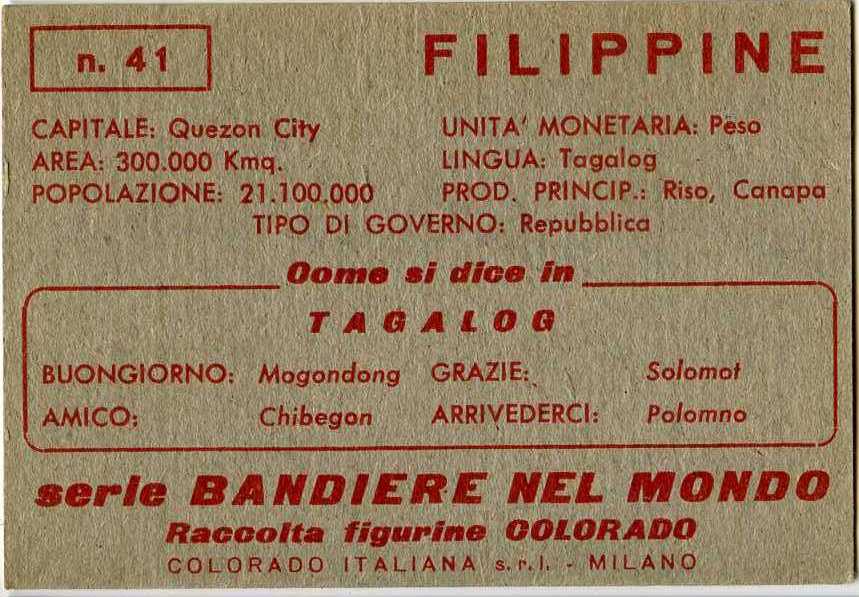 n. 41
FILIPPINE
CAPITALE: Quezon City
AREA: 300.000 Kmq.
POPOLAZIONE: 21.100.000
UNITA' MONETARIA: Peso
LINGUA: Tagalog
PROD. PRINCIP.: Riso, Canapa
TIPO DI GOVERNO: Repubblica
Oome si dice in
TAGALOG
BUONGIORNO: Mogondong GRAZIE: Solomot
AMICO: Chibegon ARRIVEDERCI: Polomno
serie BANDIERE NEL MONDO
Raccolta figurine COLORADO
COLORADO ITALIANA s.r.l. - MILANO